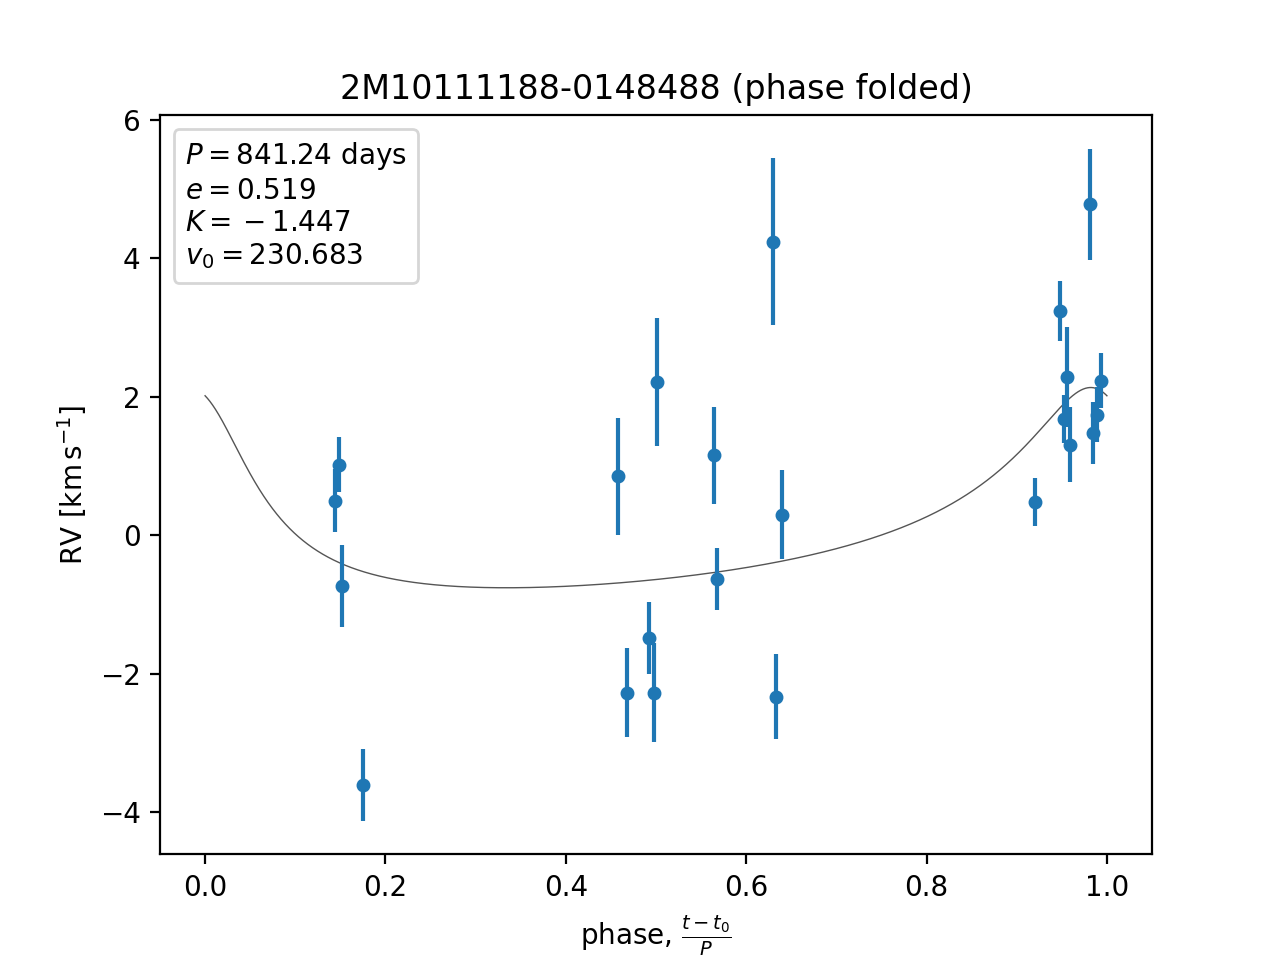 2M10111188-0148488 (phase folded)
P = 841.24 days
e = 0.519
K = − 1.447
v₀ = 230.683
6
4
2
0
−2
−4
RV [km s⁻¹]
0.0 0.2 0.4 0.6 0.8 1.0
phase, (t − t₀)/P